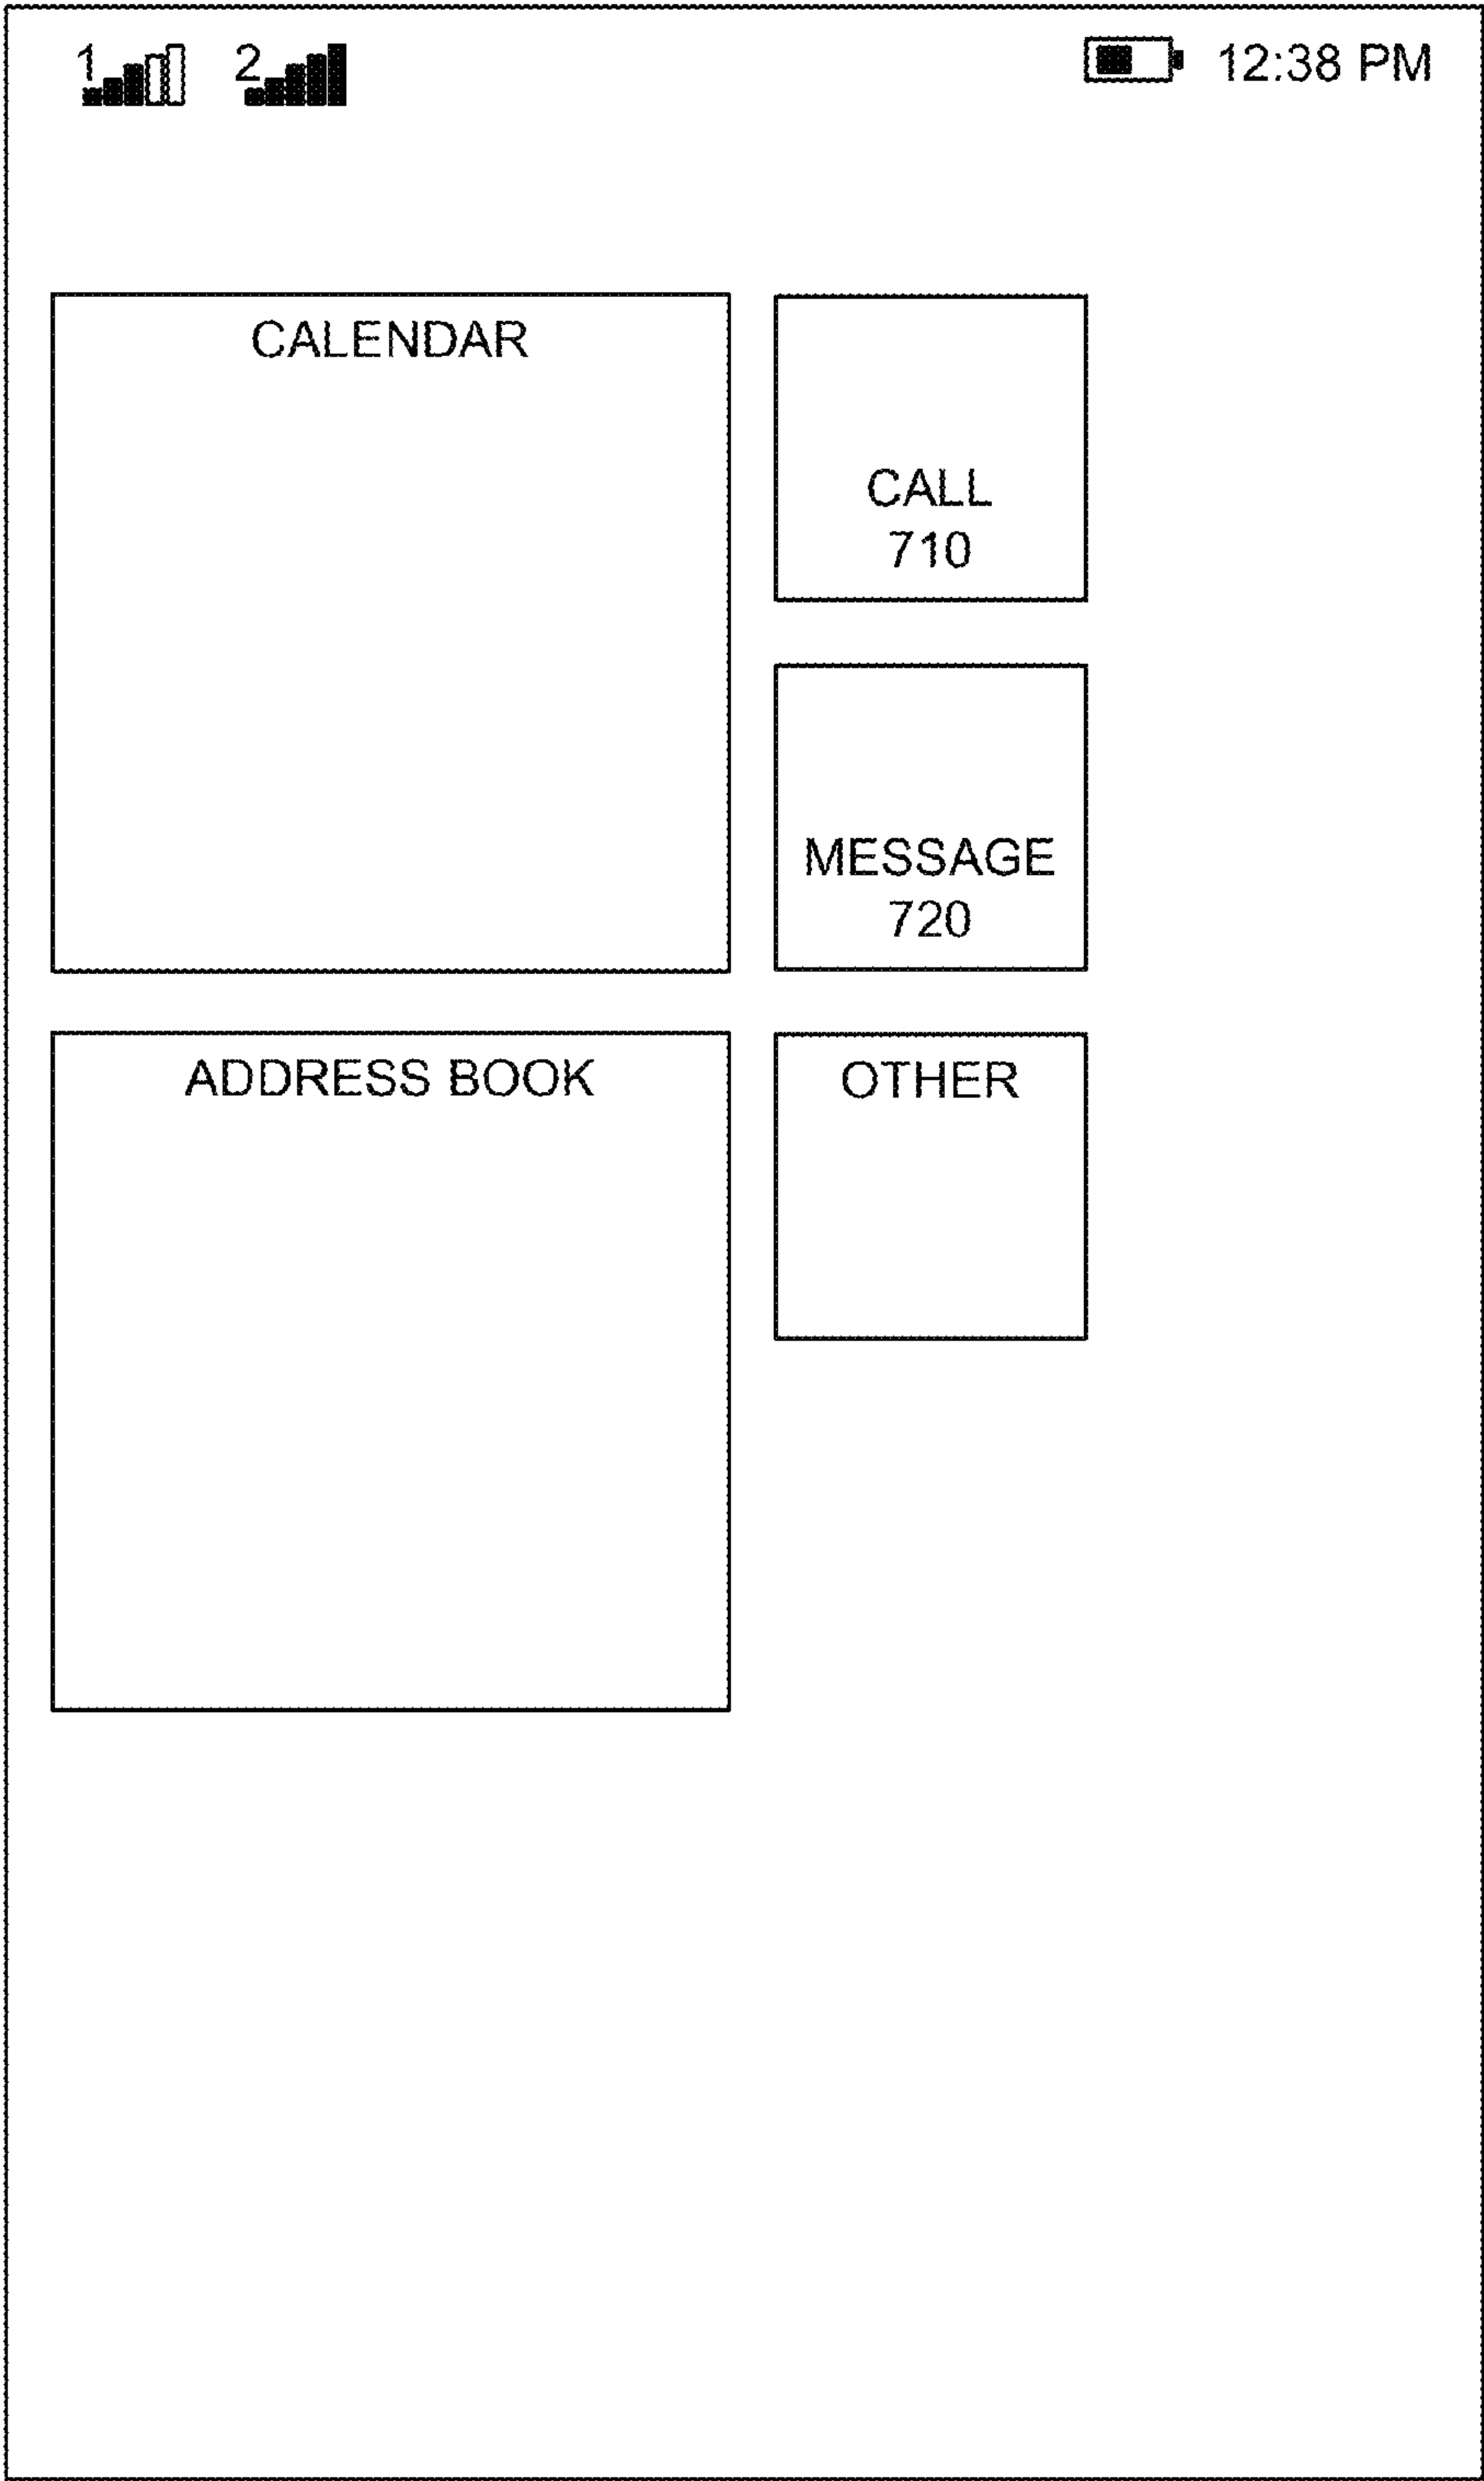 1 2 12:38 PM
CALENDAR
CALL
710
MESSAGE
720
ADDRESS BOOK
OTHER